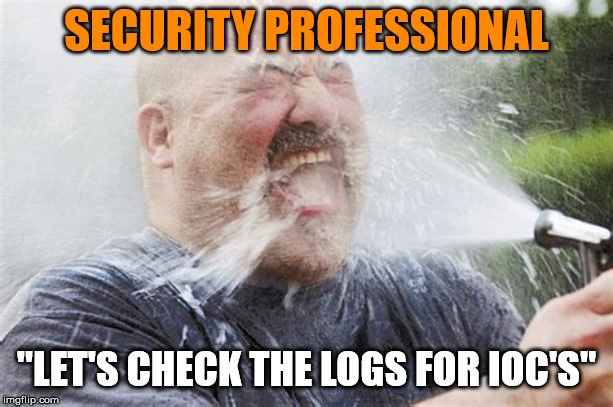 SECURITY PROFESSIONAL
"LET'S CHECK THE LOGS FOR IOC'S"
imgflip.com